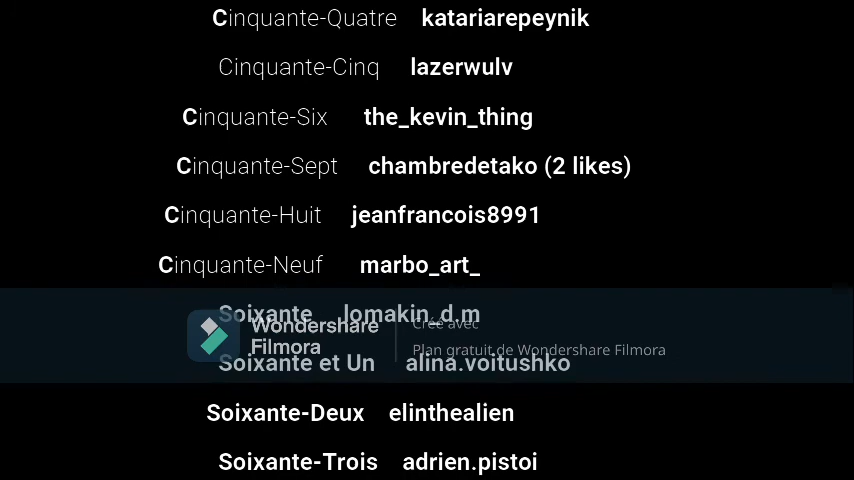 Cinquante-Quatre katariarepeynik
Cinquante-Cinq lazerwulv
Cinquante-Six the_kevin_thing
Cinquante-Sept chambredetako (2 likes)
Cinquante-Huit jeanfrancois8991
Cinquante-Neuf marbo_art_
Soixante lomakin_d.m
Wondershare
Filmora
Créé avec
Plan gratuit de Wondershare Filmora
Soixante et Un alina.voitushko
Soixante-Deux elinthealien
Soixante-Trois adrien.pistoi